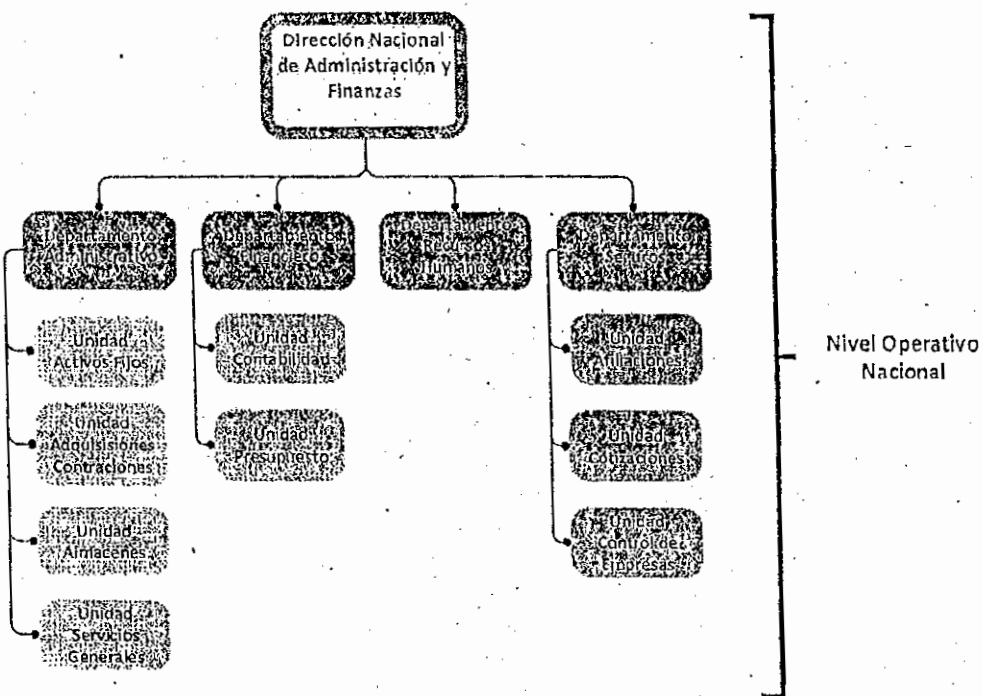 Dirección Nacional
de Administración y
Finanzas
Departamento
Administrativo
Departamento
Financiero
Departamento
Recursos
Humanos
Departamento
Seguros
Unidad
Activos Fijos
Unidad
Adquisisiones
Contraciones
Unidad
Almacenes
Unidad
Servicios
Generales
Unidad
Contabilidad
Unidad
Presupuesto
Unidad
Afiliaciones
Unidad
Cotizaciones
Unidad
Control de
Empresas
Nivel Operativo
Nacional